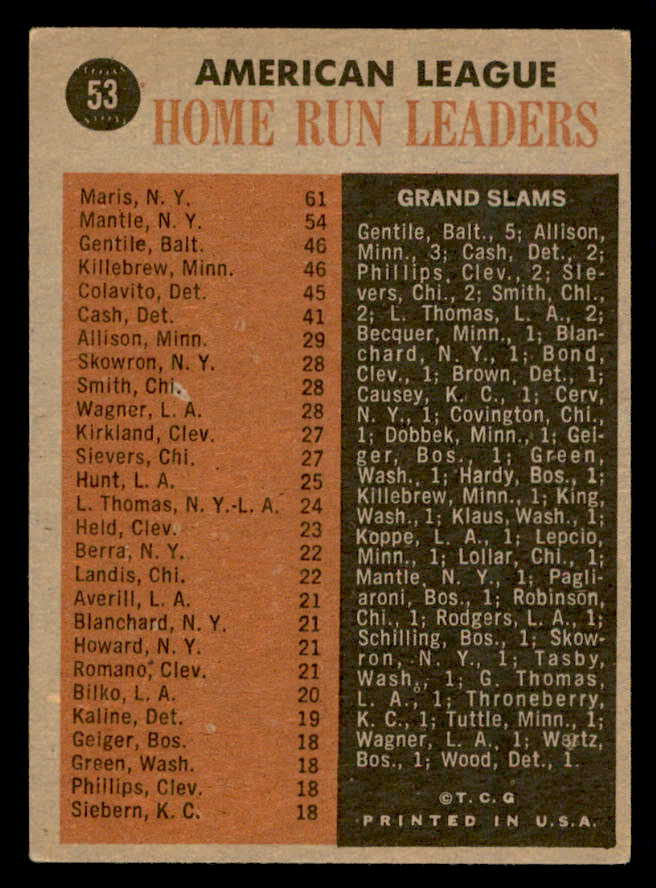 53
AMERICAN LEAGUE
HOME RUN LEADERS
Maris, N. Y. 61
Mantle, N. Y. 54
Gentile, Balt. 46
Killebrew, Minn. 46
Colavito, Det. 45
Cash, Det. 41
Allison, Minn. 29
Skowron, N. Y. 28
Smith, Chi. 28
Wagner, L. A. 28
Kirkland, Clev. 27
Sievers, Chi. 27
Hunt, L. A. 25
L. Thomas, N. Y.-L. A. 24
Held, Clev. 23
Berra, N. Y. 22
Landis, Chi. 22
Averill, L. A. 21
Blanchard, N. Y. 21
Howard, N. Y. 21
Romano, Clev. 21
Bilko, L. A. 20
Kaline, Det. 19
Geiger, Bos. 18
Green, Wash. 18
Phillips, Clev. 18
Siebern, K. C. 18
GRAND SLAMS
Gentile, Balt., 5; Allison,
Minn., 3; Cash, Det., 2;
Phillips, Clev., 2; Sie-
vers, Chi., 2; Smith, Chi.,
2; L. Thomas, L. A., 2;
Becquer, Minn., 1; Blan-
chard, N. Y., 1; Bond,
Clev., 1; Brown, Det., 1;
Causey, K. C., 1; Cerv,
N. Y., 1; Covington, Chi.,
1; Dobbek, Minn., 1; Gei-
ger, Bos., 1; Green,
Wash., 1; Hardy, Bos., 1;
Killebrew, Minn., 1; King,
Wash., 1; Klaus, Wash., 1;
Koppe, L. A., 1; Lepcio,
Minn., 1; Lollar, Chi., 1;
Mantle, N. Y., 1; Pagli-
aroni, Bos., 1; Robinson,
Chi., 1; Rodgers, L. A., 1;
Schilling, Bos., 1; Skow-
ron, N. Y., 1; Tasby,
Wash., 1; G. Thomas,
L. A., 1; Throneberry,
K. C., 1; Tuttle, Minn., 1;
Wagner, L. A., 1; Wertz,
Bos., 1; Wood, Det., 1.
©T. C. G
PRINTED IN U.S.A.